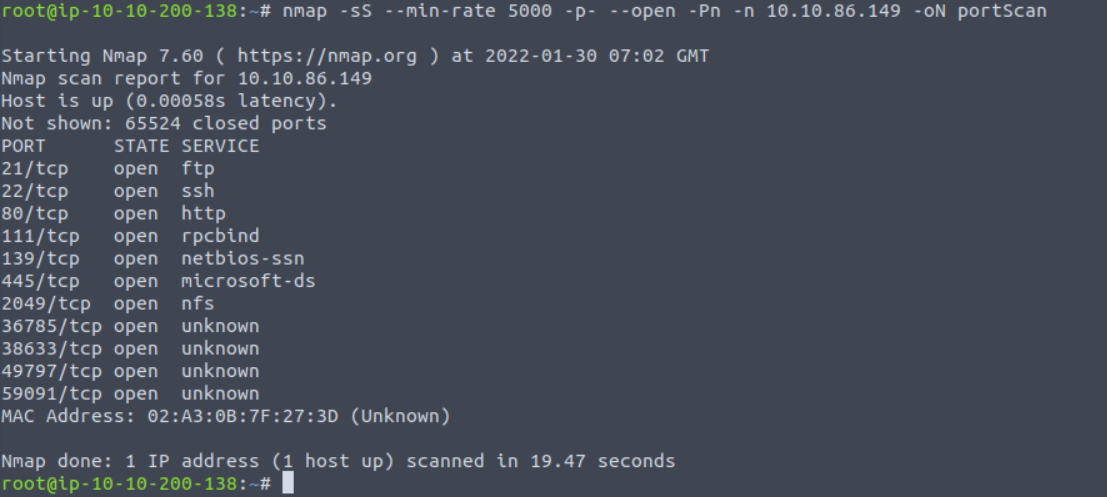 root@ip-10-10-200-138:~# nmap -sS --min-rate 5000 -p- --open -Pn -n 10.10.86.149 -oN portScan
Starting Nmap 7.60 ( https://nmap.org ) at 2022-01-30 07:02 GMT
Nmap scan report for 10.10.86.149
Host is up (0.00058s latency).
Not shown: 65524 closed ports
PORT      STATE SERVICE
21/tcp    open  ftp
22/tcp    open  ssh
80/tcp    open  http
111/tcp   open  rpcbind
139/tcp   open  netbios-ssn
445/tcp   open  microsoft-ds
2049/tcp  open  nfs
36785/tcp open  unknown
38633/tcp open  unknown
49797/tcp open  unknown
59091/tcp open  unknown
MAC Address: 02:A3:0B:7F:27:3D (Unknown)
Nmap done: 1 IP address (1 host up) scanned in 19.47 seconds
root@ip-10-10-200-138:~#